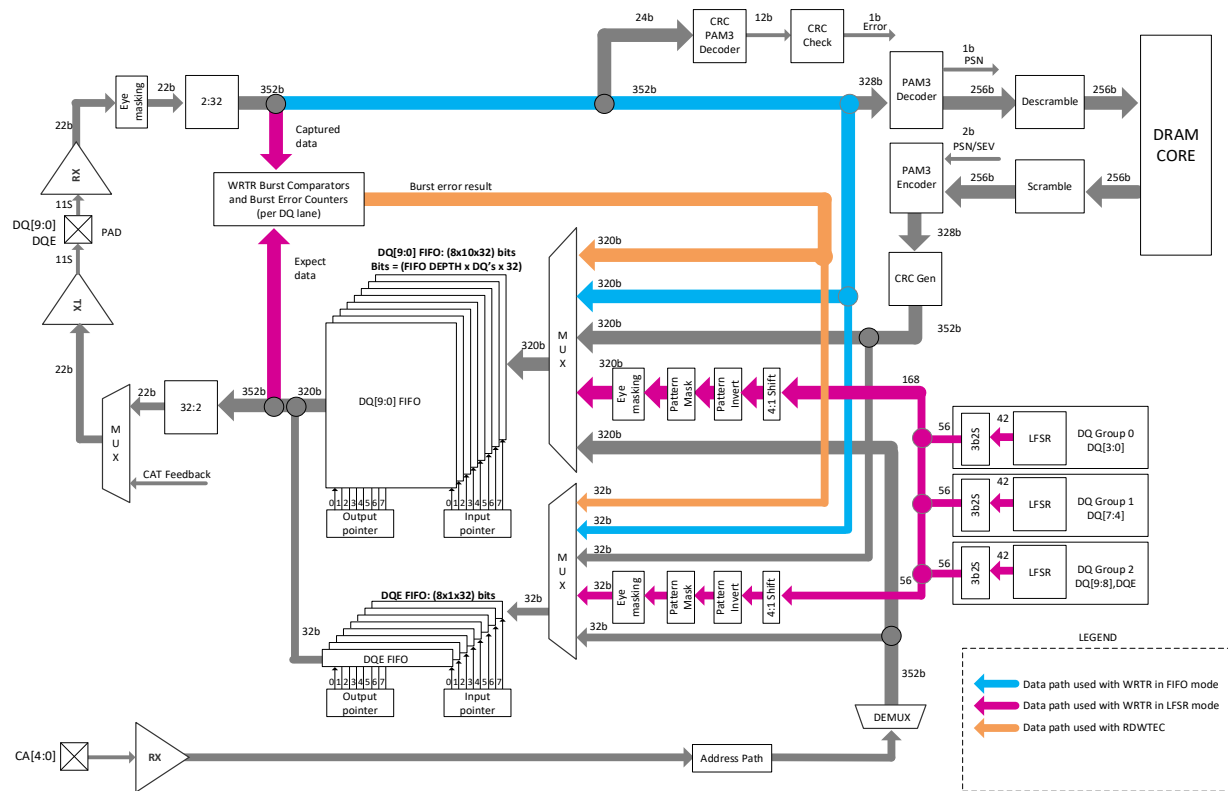 24b
CRC
PAM3
Decoder
12b
CRC
Check
1b
Error
22b
Eye
masking
22b
2:32
352b
352b
328b
PAM3
Decoder
1b
PSN
256b
Descramble
256b
DRAM
CORE
RX
11S
DQ[9:0]
DQE
PAD
11S
TX
22b
Captured
data
WRTR Burst Comparators
and Burst Error Counters
(per DQ lane)
Burst error result
Expect
data
PAM3
Encoder
2b
PSN/SEV
256b
Scramble
256b
328b
CRC Gen
352b
DQ[9:0] FIFO: (8x10x32) bits
Bits = (FIFO DEPTH x DQ's x 32)
DQ[9:0] FIFO
320b
M
U
X
320b
320b
320b
320b
320b
Eye masking
Pattern
Mask
Pattern
Invert
4:1 Shift
168
M
U
X
22b
32:2
352b
320b
CAT Feedback
0 1 2 3 4 5 6 7
Output
pointer
0 1 2 3 4 5 6 7
Input
pointer
56
3b2S
42
LFSR
DQ Group 0
DQ[3:0]
56
3b2S
42
LFSR
DQ Group 1
DQ[7:4]
56
3b2S
42
LFSR
DQ Group 2
DQ[9:8],DQE
M
U
X
32b
32b
32b
32b
32b
32b
Eye masking
Pattern
Mask
Pattern
Invert
4:1 Shift
56
DQE FIFO: (8x1x32) bits
32b
DQE FIFO
0 1 2 3 4 5 6 7
Output
pointer
0 1 2 3 4 5 6 7
Input
pointer
352b
DEMUX
CA[4:0]
RX
Address Path
LEGEND
Data path used with WRTR in FIFO mode
Data path used with WRTR in LFSR mode
Data path used with RDWTEC